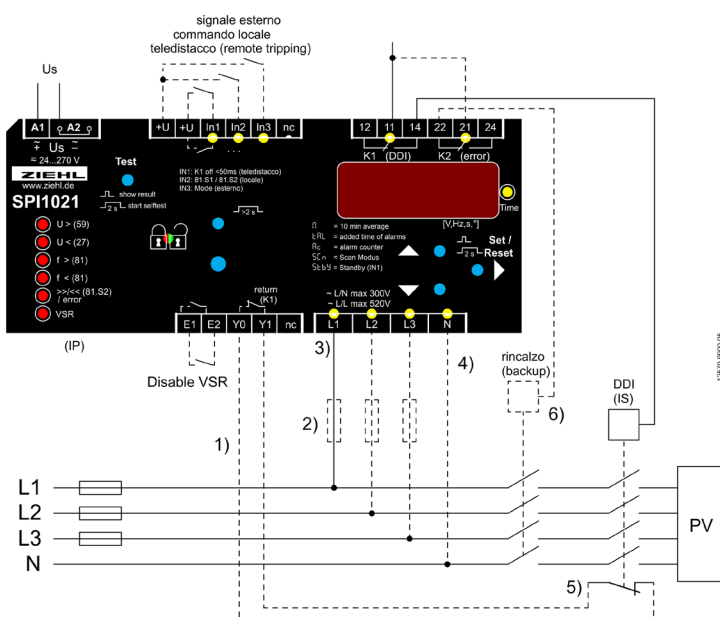 signale esterno
commando locale
teledistacco (remote tripping)
Us
A1 A2
+U +U In1 In2 In3 nc
12 11 14 22 21 24
+ Us -
≂ 24...270 V
K1 (DDI) K2 (error)
ZIEHL
www.ziehl.de
SPI1021
Test
show result
2 s start selftest
IN1: K1 off <50ms (teledistacco)
IN2: 81.S1 / 81.S2 (locale)
IN3: Mode (esterno)
>2 s
Time
[V,Hz,s,°]
U > (59)
U < (27)
f > (81)
f < (81)
>>/<< (81.S2)
/ error
VSR
= 10 min average
= added time of alarms
= alarm counter
= Scan Modus
= Standby (IN1)
2 s
Set /
Reset
return
(K1)
~ L/N max 300V
~ L/L max 520V
E1 E2 Y0 Y1 nc
L1 L2 L3 N
(IP)
Disable VSR
3)
4)
rincalzo
(backup)
DDI
(IS)
1)
2)
6)
L1
L2
L3
N
PV
5)